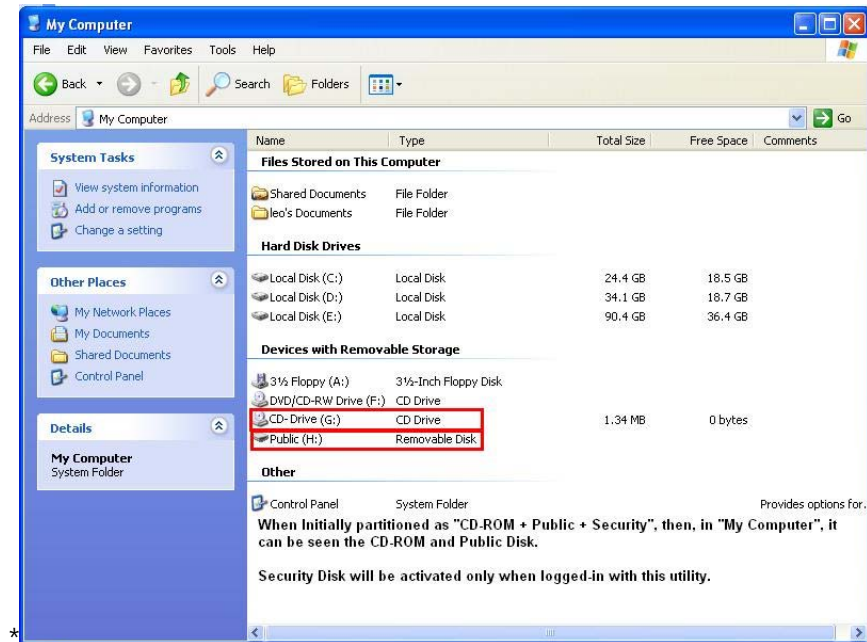 My Computer
File Edit View Favorites Tools Help
Back Search Folders
Address My Computer Go
Name Type Total Size Free Space Comments
System Tasks
View system information
Add or remove programs
Change a setting
Other Places
My Network Places
My Documents
Shared Documents
Control Panel
Details
My Computer
System Folder
Files Stored on This Computer
Shared Documents File Folder
leo's Documents File Folder
Hard Disk Drives
Local Disk (C:) Local Disk 24.4 GB 18.5 GB
Local Disk (D:) Local Disk 34.1 GB 18.7 GB
Local Disk (E:) Local Disk 90.4 GB 36.4 GB
Devices with Removable Storage
3½ Floppy (A:) 3½-Inch Floppy Disk
DVD/CD-RW Drive (F:) CD Drive
CD-Drive (G:) CD Drive 1.34 MB 0 bytes
Public (H:) Removable Disk
Other
Control Panel System Folder Provides options for.
When Initially partitioned as "CD-ROM + Public + Security", then, in "My Computer", it
can be seen the CD-ROM and Public Disk.
Security Disk will be activated only when logged-in with this utility.
*